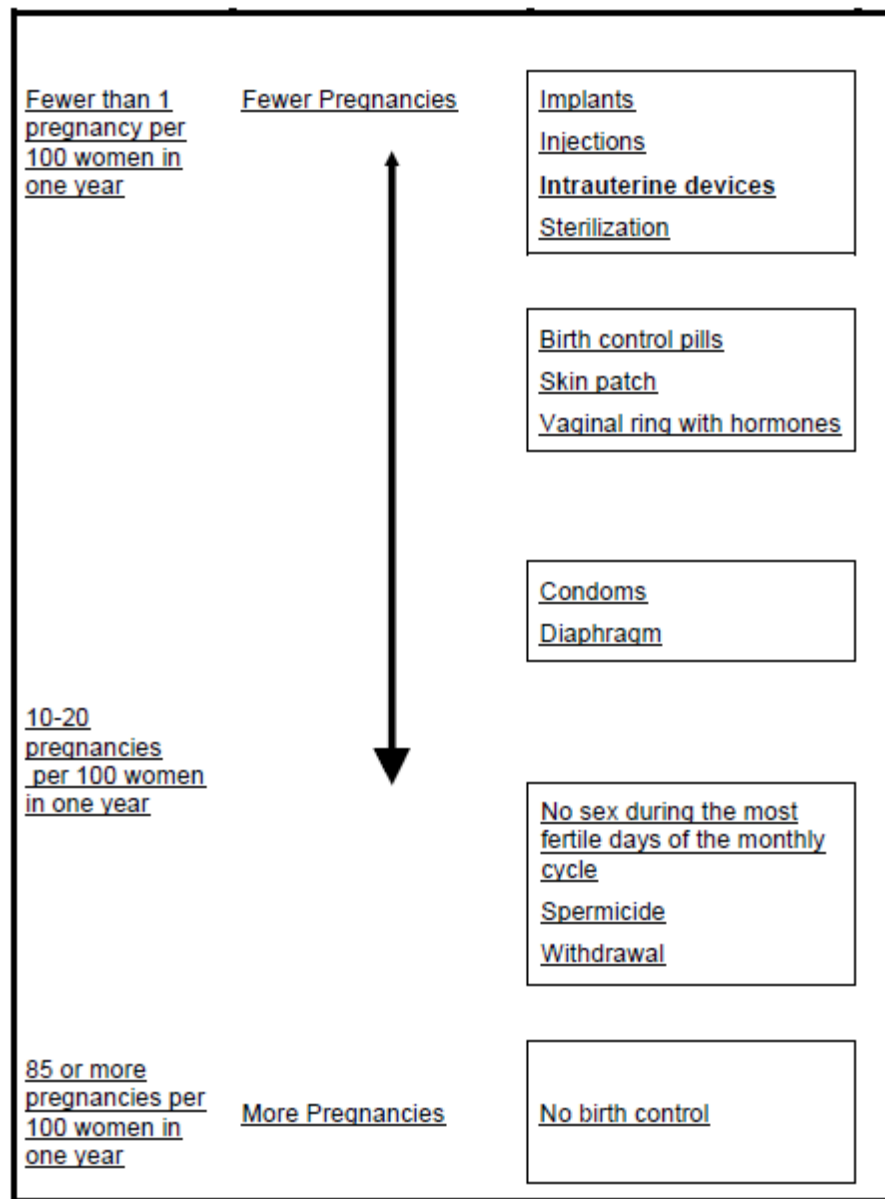 Fewer than 1
pregnancy per
100 women in
one year
Fewer Pregnancies
Implants
Injections
Intrauterine devices
Sterilization
Birth control pills
Skin patch
Vaginal ring with hormones
Condoms
Diaphragm
10-20
pregnancies
per 100 women
in one year
No sex during the most
fertile days of the monthly
cycle
Spermicide
Withdrawal
85 or more
pregnancies per
100 women in
one year
More Pregnancies
No birth control